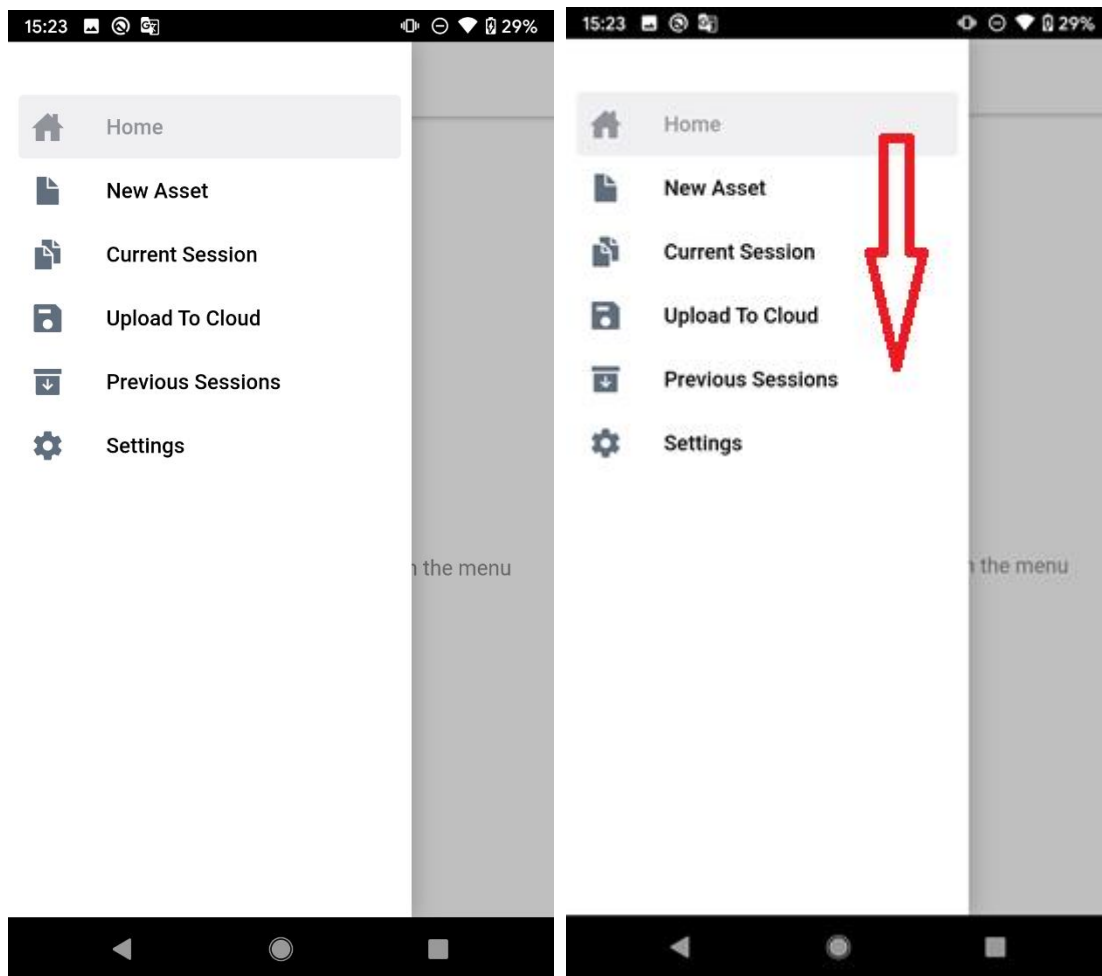 15:23 29%
Home
New Asset
Current Session
Upload To Cloud
Previous Sessions
Settings
the menu
15:23 29%
Home
New Asset
Current Session
Upload To Cloud
Previous Sessions
Settings
the menu